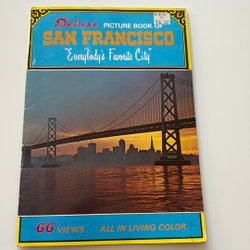 Deluxe PICTURE BOOK OF
SAN FRANCISCO
"Everybody's Favorite City"
66 VIEWS . . . ALL IN LIVING COLOR . .